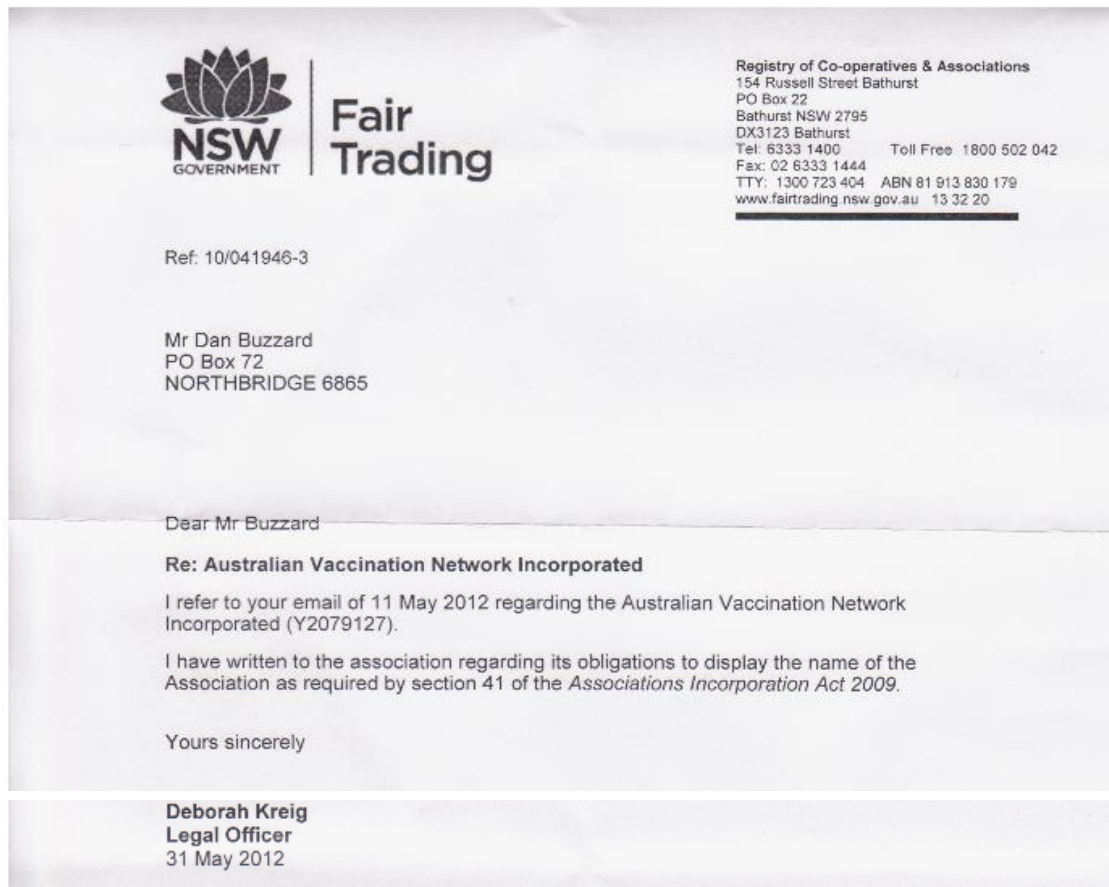 NSW
GOVERNMENT
Fair
Trading
Registry of Co-operatives & Associations
154 Russell Street Bathurst
PO Box 22
Bathurst NSW 2795
DX3123 Bathurst
Tel: 6333 1400 Toll Free 1800 502 042
Fax: 02 6333 1444
TTY: 1300 723 404 ABN 81 913 830 179
www.fairtrading.nsw.gov.au 13 32 20
Ref: 10/041946-3
Mr Dan Buzzard
PO Box 72
NORTHBRIDGE 6865
Dear Mr Buzzard
Re: Australian Vaccination Network Incorporated
I refer to your email of 11 May 2012 regarding the Australian Vaccination Network
Incorporated (Y2079127).
I have written to the association regarding its obligations to display the name of the
Association as required by section 41 of the Associations Incorporation Act 2009.
Yours sincerely
Deborah Kreig
Legal Officer
31 May 2012